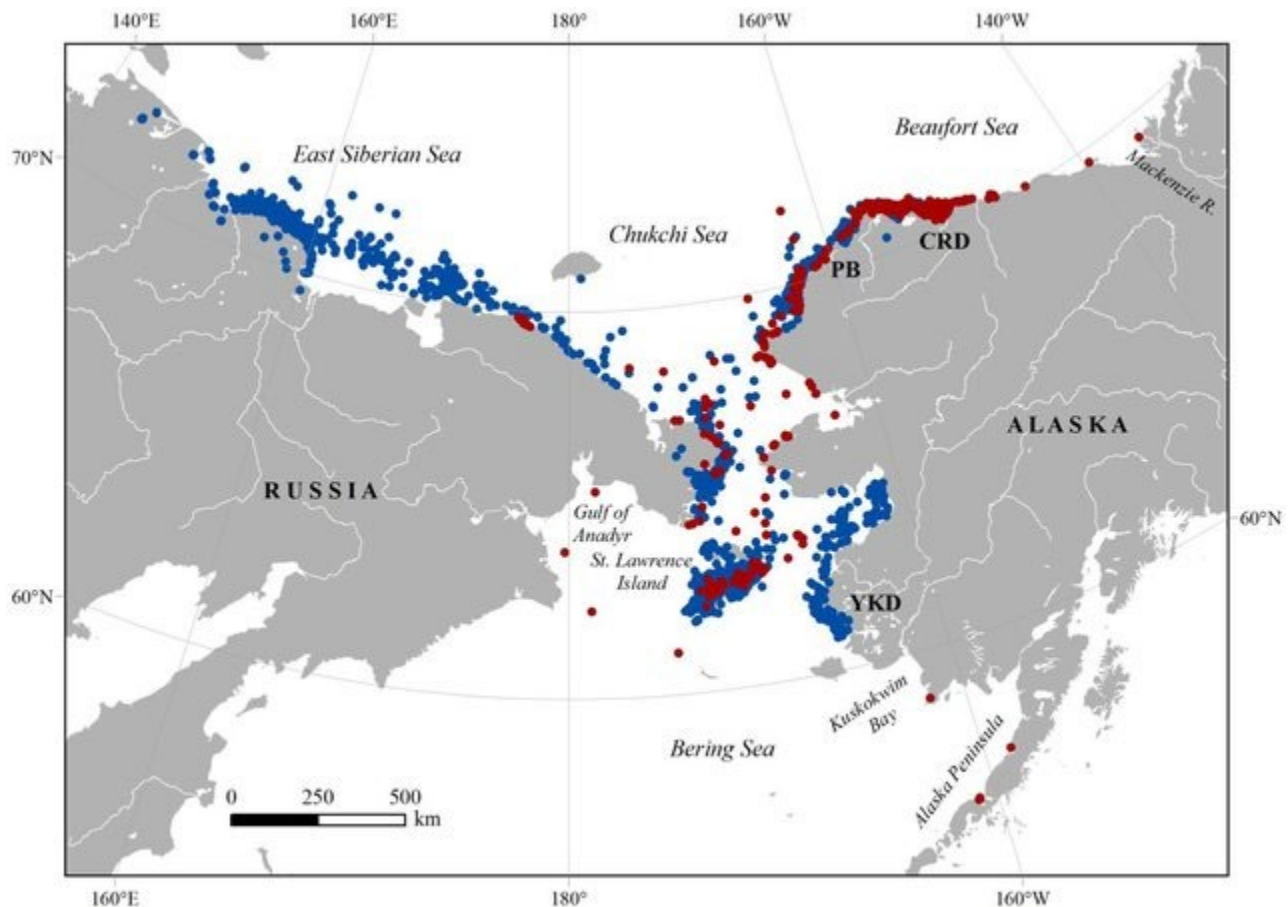 140°E 160°E 180° 160°W 140°W
Beaufort Sea
70°N
East Siberian Sea
Mackenzie R.
Chukchi Sea
CRD
PB
ALASKA
RUSSIA
Gulf of
Anadyr
60°N
St. Lawrence
Island
60°N
YKD
Kuskokwim
Bay
Bering Sea
Alaska Peninsula
0 250 500
km
160°E 180° 160°W